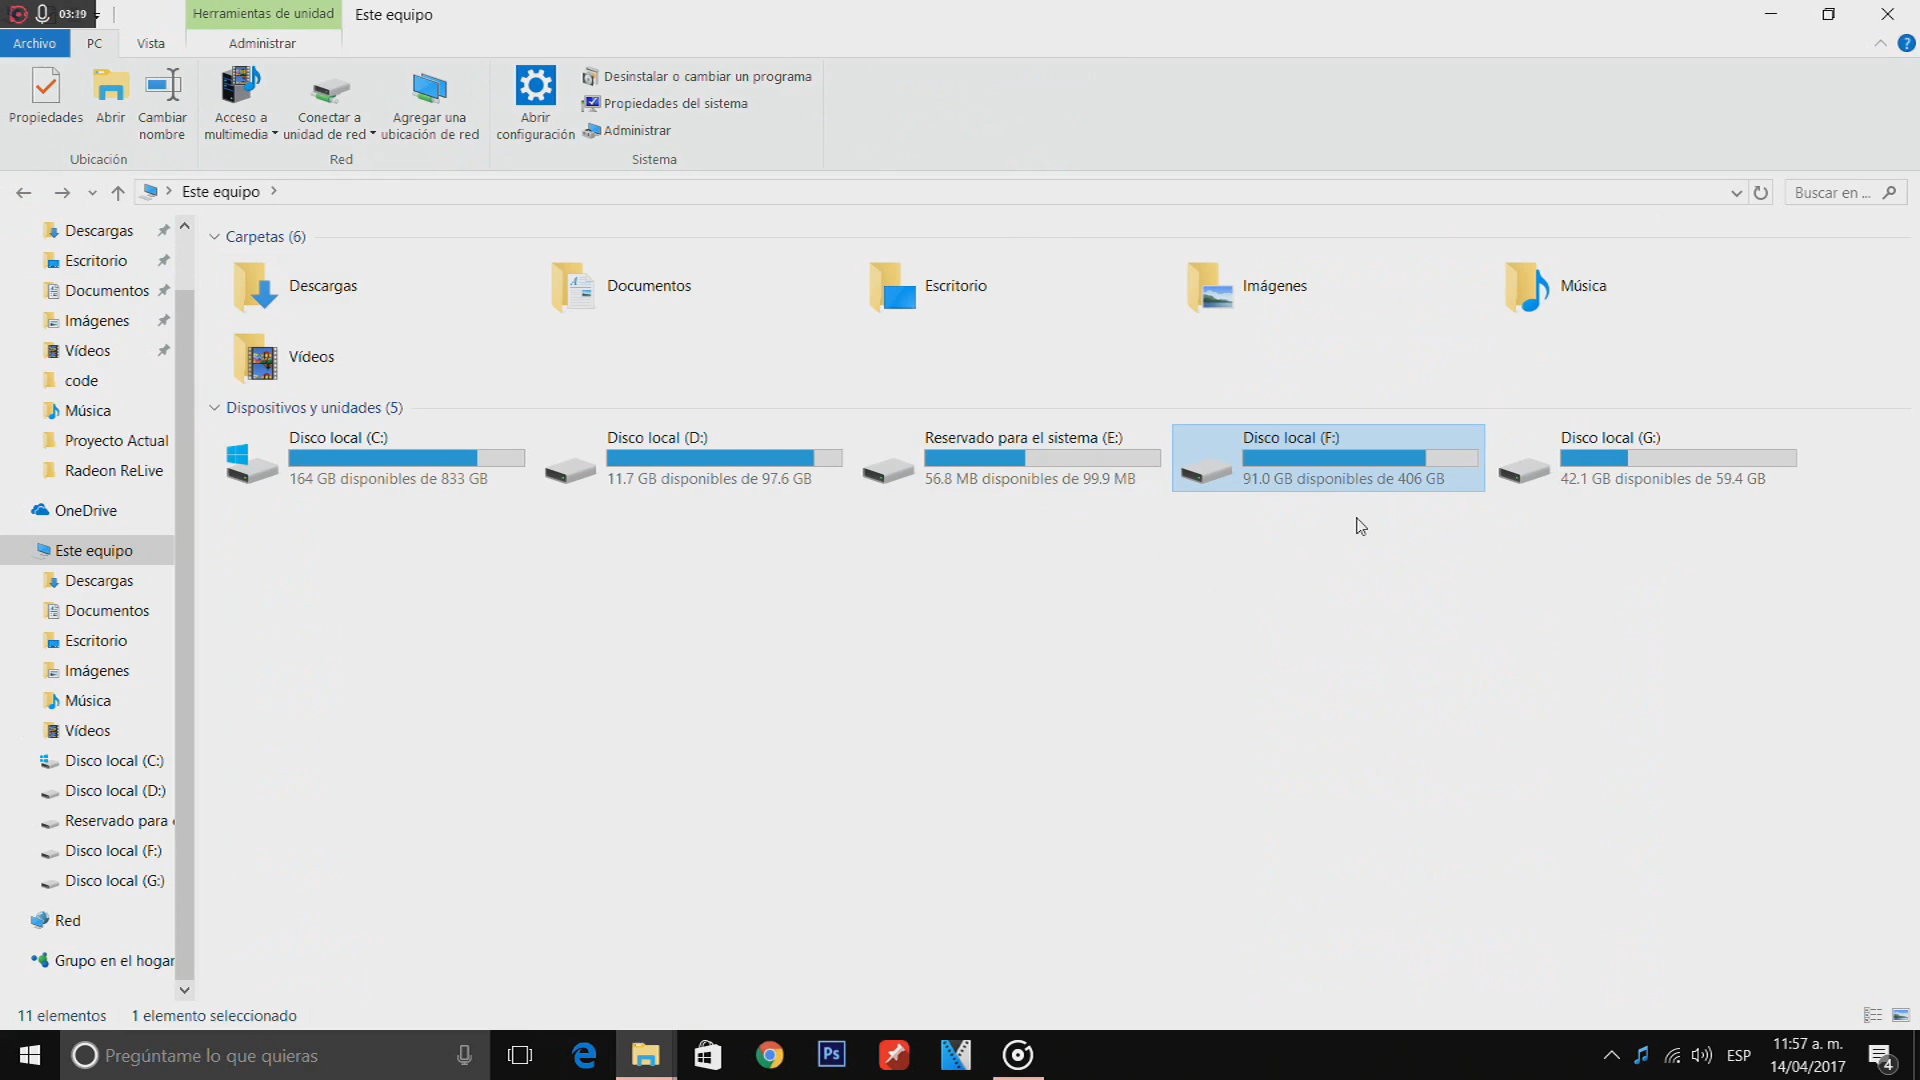 03:19
Herramientas de unidad
Este equipo
Archivo
PC
Vista
Administrar
Propiedades
Abrir
Cambiar
nombre
Acceso a
multimedia
Conectar a
unidad de red
Agregar una
ubicación de red
Abrir
configuración
Desinstalar o cambiar un programa
Propiedades del sistema
Administrar
Ubicación
Red
Sistema
Este equipo
Buscar en ...
Descargas
Escritorio
Documentos
Imágenes
Vídeos
code
Música
Proyecto Actual
Radeon ReLive
OneDrive
Este equipo
Descargas
Documentos
Escritorio
Imágenes
Música
Vídeos
Disco local (C:)
Disco local (D:)
Reservado para
Disco local (F:)
Disco local (G:)
Red
Grupo en el hogar
Carpetas (6)
Descargas
Documentos
Escritorio
Imágenes
Música
Vídeos
Dispositivos y unidades (5)
Disco local (C:)
164 GB disponibles de 833 GB
Disco local (D:)
11.7 GB disponibles de 97.6 GB
Reservado para el sistema (E:)
56.8 MB disponibles de 99.9 MB
Disco local (F:)
91.0 GB disponibles de 406 GB
Disco local (G:)
42.1 GB disponibles de 59.4 GB
11 elementos
1 elemento seleccionado
Pregúntame lo que quieras
Ps
ESP
11:57 a. m.
14/04/2017
4